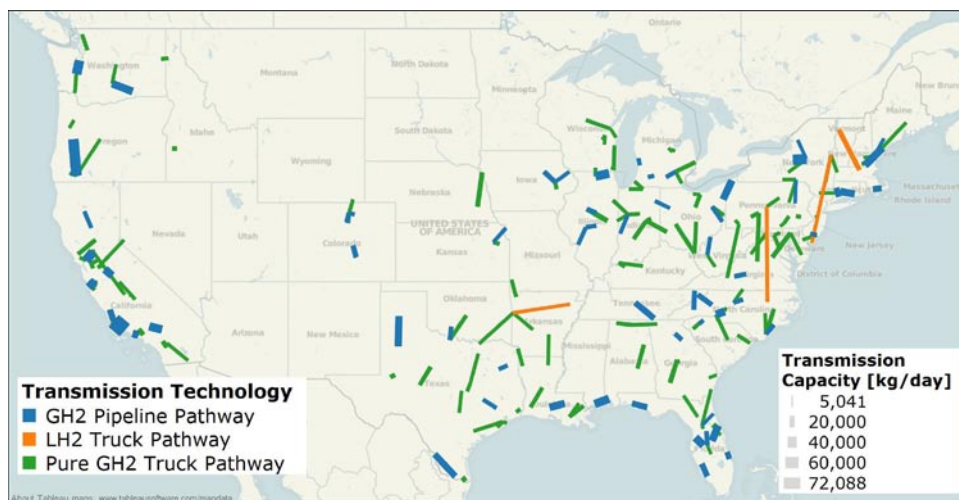 Ontario
Washington
Montana
North Dakota
Minnesota
New Brun
Maine
Oregon
Idaho
South Dakota
Wisconsin
Michigan
Vermont
New York
Wyoming
Iowa
Massachusetts
Rhode Island
Nebraska
Pennsylvania
Nevada
Utah
Colorado
UNITED STATES
OF AMERICA
Ohio
New Jersey
Kansas
Missouri
West Virginia
District of Columbia
Kentucky
California
Oklahoma
Tennessee
North Carolina
Arizona
New Mexico
Arkansas
South Carolina
Mississippi
Alabama
Georgia
Texas
Transmission Technology
GH2 Pipeline Pathway
LH2 Truck Pathway
Pure GH2 Truck Pathway
Transmission
Capacity [kg/day]
5,041
20,000
40,000
60,000
72,088
About Tableau maps: www.tableausoftware.com/mapdata